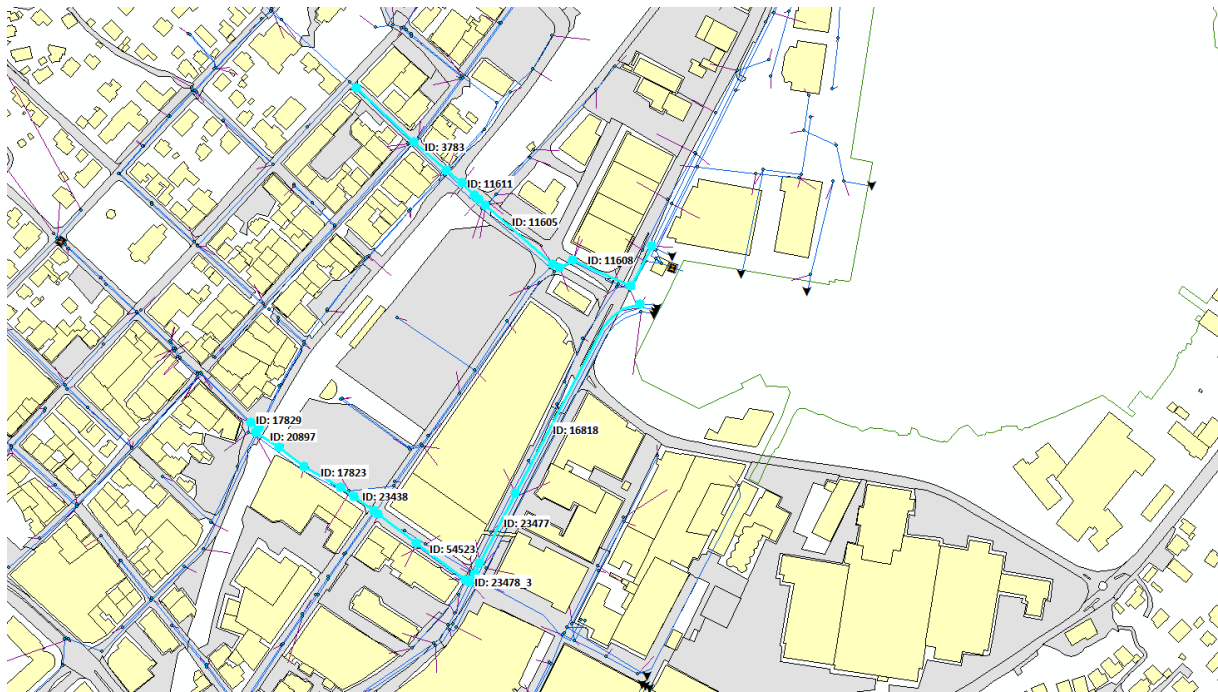 ID: 3783
ID: 11611
ID: 11605
ID: 11608
ID: 17829
ID: 20897
ID: 16818
ID: 17823
ID: 23438
ID: 23477
ID: 54523
ID: 23478_3